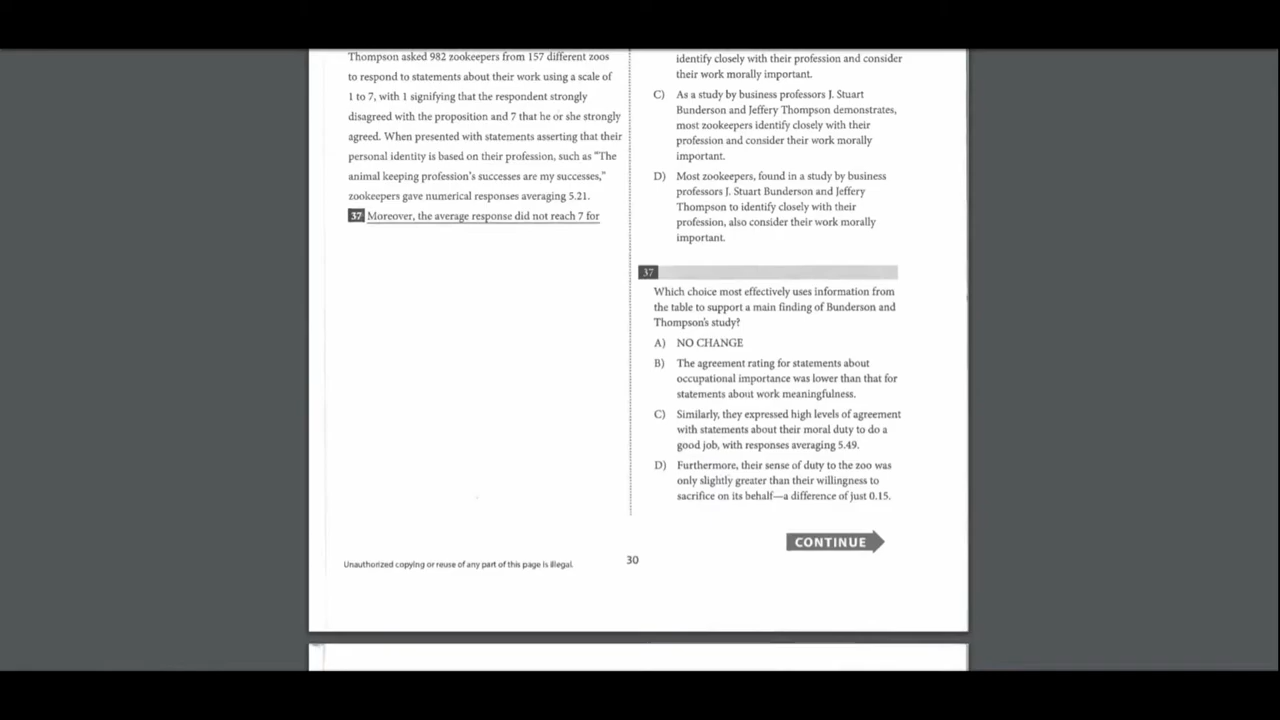 Thompson asked 982 zookeepers from 157 different zoos
to respond to statements about their work using a scale of
1 to 7, with 1 signifying that the respondent strongly
disagreed with the proposition and 7 that he or she strongly
agreed. When presented with statements asserting that their
personal identity is based on their profession, such as “The
animal keeping profession’s successes are my successes,”
zookeepers gave numerical responses averaging 5.21.
37 Moreover, the average response did not reach 7 for
identify closely with their profession and consider
their work morally important.
C) As a study by business professors J. Stuart
Bunderson and Jeffery Thompson demonstrates,
most zookeepers identify closely with their
profession and consider their work morally
important.
D) Most zookeepers, found in a study by business
professors J. Stuart Bunderson and Jeffery
Thompson to identify closely with their
profession, also consider their work morally
important.
37
Which choice most effectively uses information from
the table to support a main finding of Bunderson and
Thompson’s study?
A) NO CHANGE
B) The agreement rating for statements about
occupational importance was lower than that for
statements about work meaningfulness.
C) Similarly, they expressed high levels of agreement
with statements about their moral duty to do a
good job, with responses averaging 5.49.
D) Furthermore, their sense of duty to the zoo was
only slightly greater than their willingness to
sacrifice on its behalf—a difference of just 0.15.
CONTINUE
Unauthorized copying or reuse of any part of this page is illegal.
30